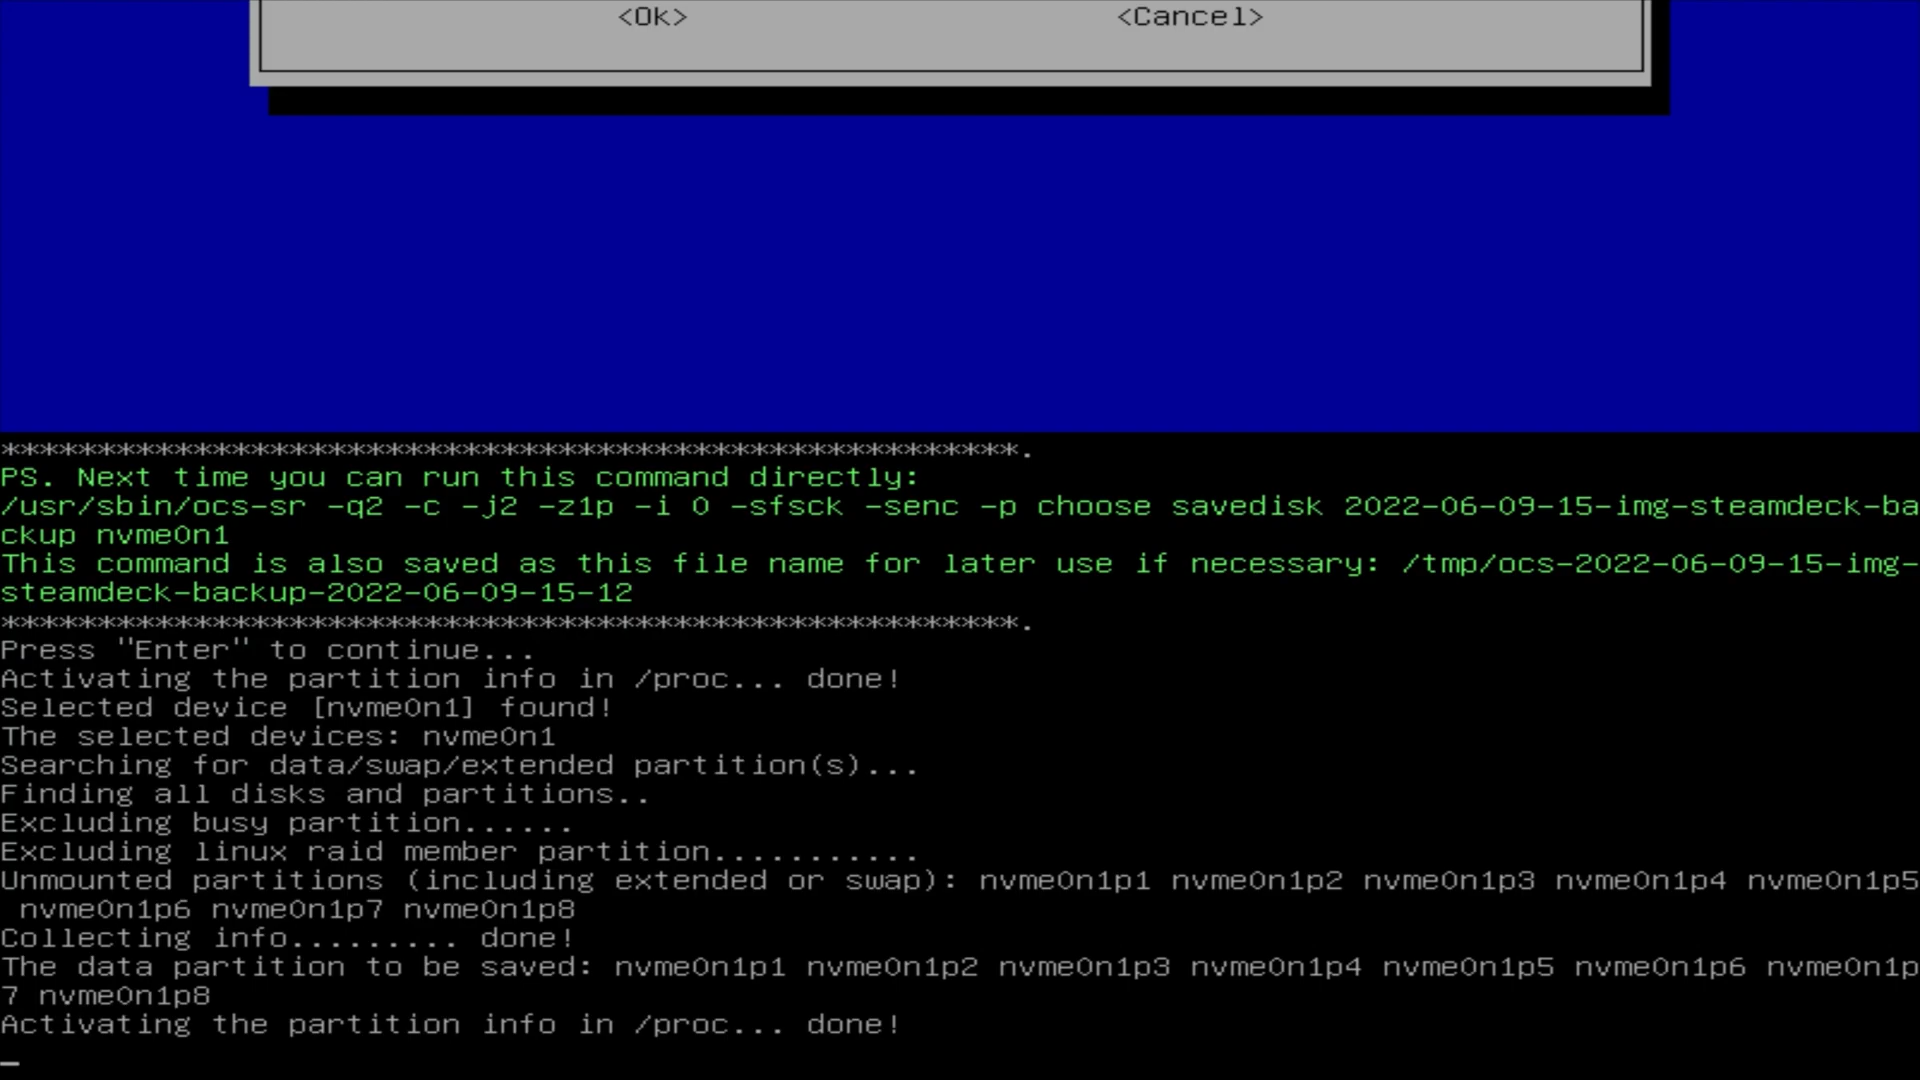 <Ok> <Cancel>
*****************************************************.
PS. Next time you can run this command directly:
/usr/sbin/ocs-sr -q2 -c -j2 -z1p -i 0 -sfsck -senc -p choose savedisk 2022-06-09-15-img-steamdeck-ba
ckup nvme0n1
This command is also saved as this file name for later use if necessary: /tmp/ocs-2022-06-09-15-img-
steamdeck-backup-2022-06-09-15-12
*****************************************************.
Press "Enter" to continue...
Activating the partition info in /proc... done!
Selected device [nvme0n1] found!
The selected devices: nvme0n1
Searching for data/swap/extended partition(s)...
Finding all disks and partitions..
Excluding busy partition......
Excluding linux raid member partition...........
Unmounted partitions (including extended or swap): nvme0n1p1 nvme0n1p2 nvme0n1p3 nvme0n1p4 nvme0n1p5
nvme0n1p6 nvme0n1p7 nvme0n1p8
Collecting info......... done!
The data partition to be saved: nvme0n1p1 nvme0n1p2 nvme0n1p3 nvme0n1p4 nvme0n1p5 nvme0n1p6 nvme0n1p
7 nvme0n1p8
Activating the partition info in /proc... done!
_